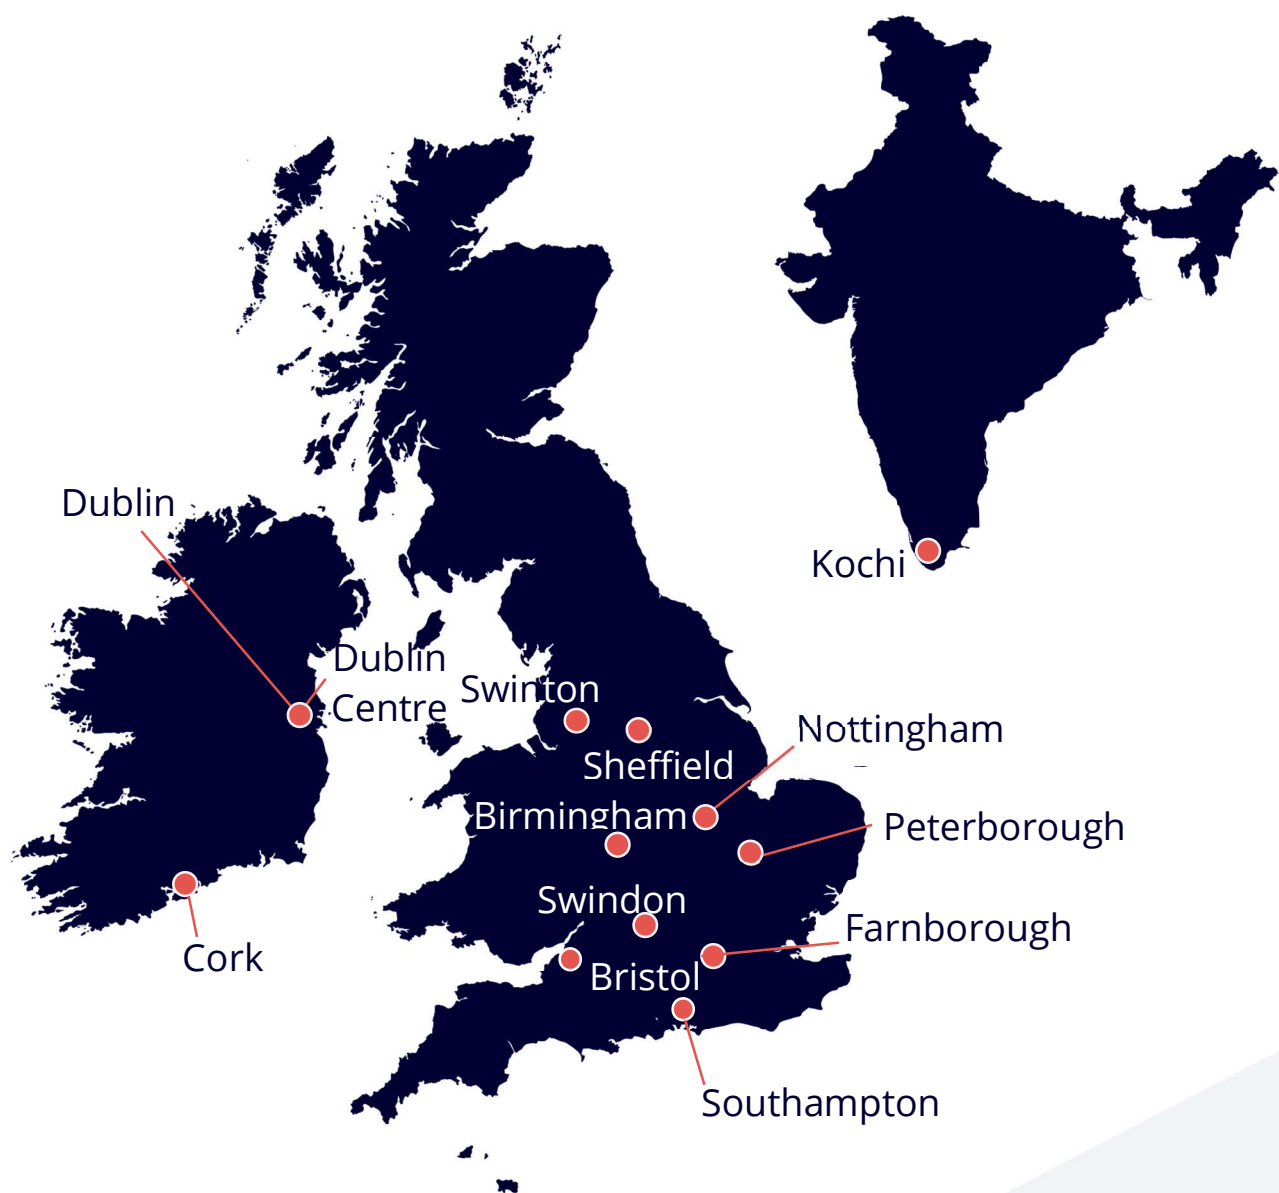 Dublin
Kochi
Dublin
Centre
Swinton
Nottingham
Sheffield
Birmingham
Peterborough
Swindon
Farnborough
Cork
Bristol
Southampton